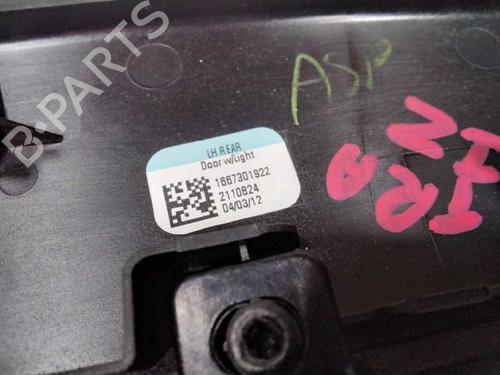 B-PARTS
ASP
LH REAR
Door w/Light
1667301922
2110824
04/03/12